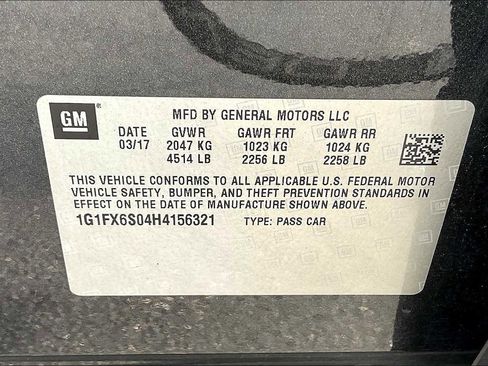 GM
MFD BY GENERAL MOTORS LLC
DATE GVWR GAWR FRT GAWR RR
03/17 2047 KG 1023 KG 1024 KG
4514 LB 2256 LB 2258 LB
THIS VEHICLE CONFORMS TO ALL APPLICABLE U.S. FEDERAL MOTOR
VEHICLE SAFETY, BUMPER, AND THEFT PREVENTION STANDARDS IN
EFFECT ON THE DATE OF MANUFACTURE SHOWN ABOVE.
1G1FX6S04H4156321 TYPE: PASS CAR